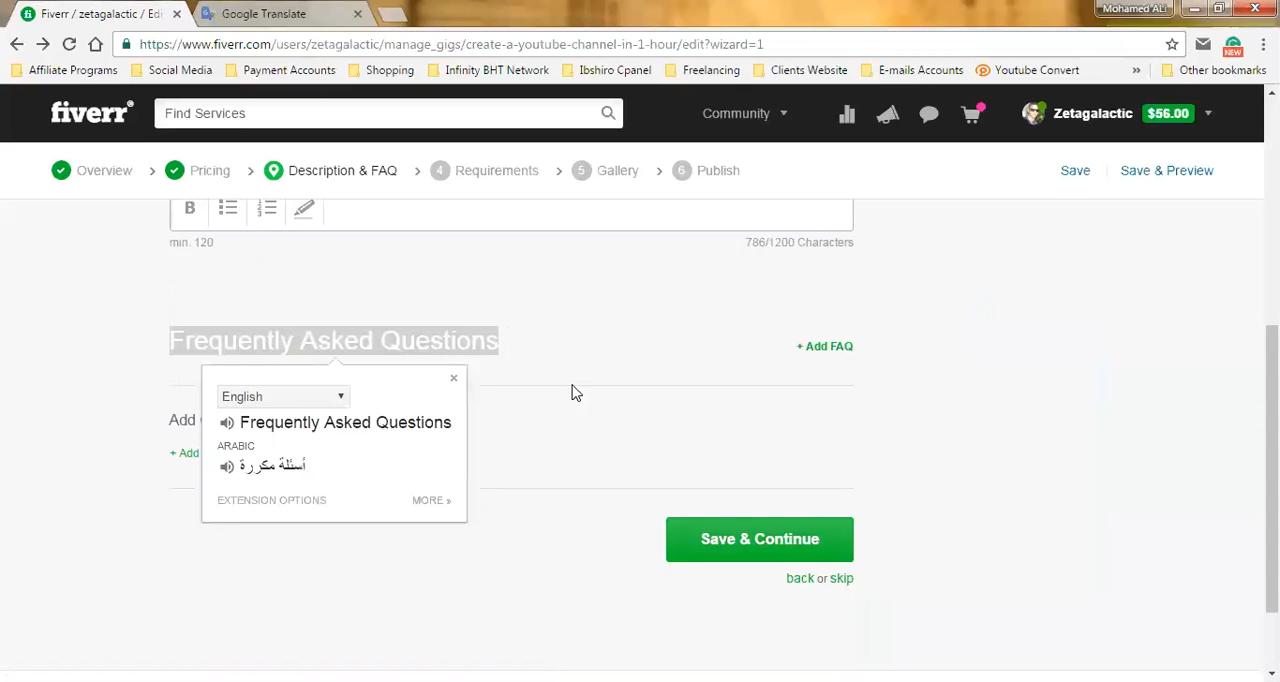 Fiverr / zetagalactic / Edi
Google Translate
Mohamed ALi
https://www.fiverr.com/users/zetagalactic/manage_gigs/create-a-youtube-channel-in-1-hour/edit?wizard=1
NEW
Affiliate Programs
Social Media
Payment Accounts
Shopping
Infinity BHT Network
Ibshiro Cpanel
Freelancing
Clients Website
E-mails Accounts
Youtube Convert
»
Other bookmarks
fiverr®
Find Services
Community
Zetagalactic
$56.00
Overview
Pricing
Description & FAQ
4 Requirements
5 Gallery
6 Publish
Save
Save & Preview
B
min. 120
786/1200 Characters
Frequently Asked Questions
+ Add FAQ
English
Frequently Asked Questions
ARABIC
أسئلة مكررة
EXTENSION OPTIONS
MORE »
Add
+ Add
Save & Continue
back or skip